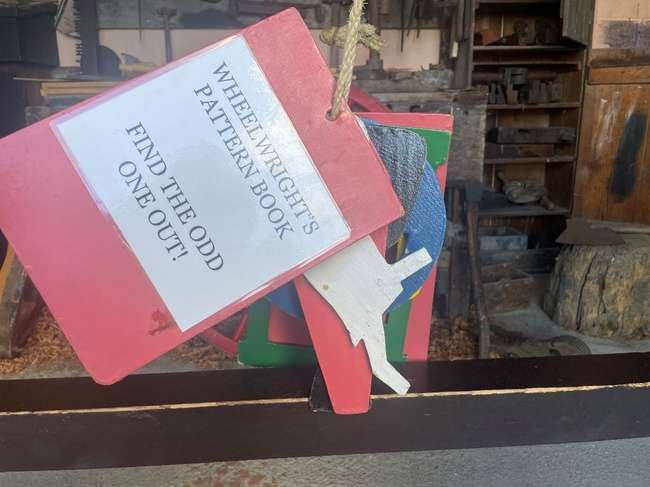 WHEELWRIGHT'S
PATTERN BOOK
FIND THE ODD
ONE OUT!